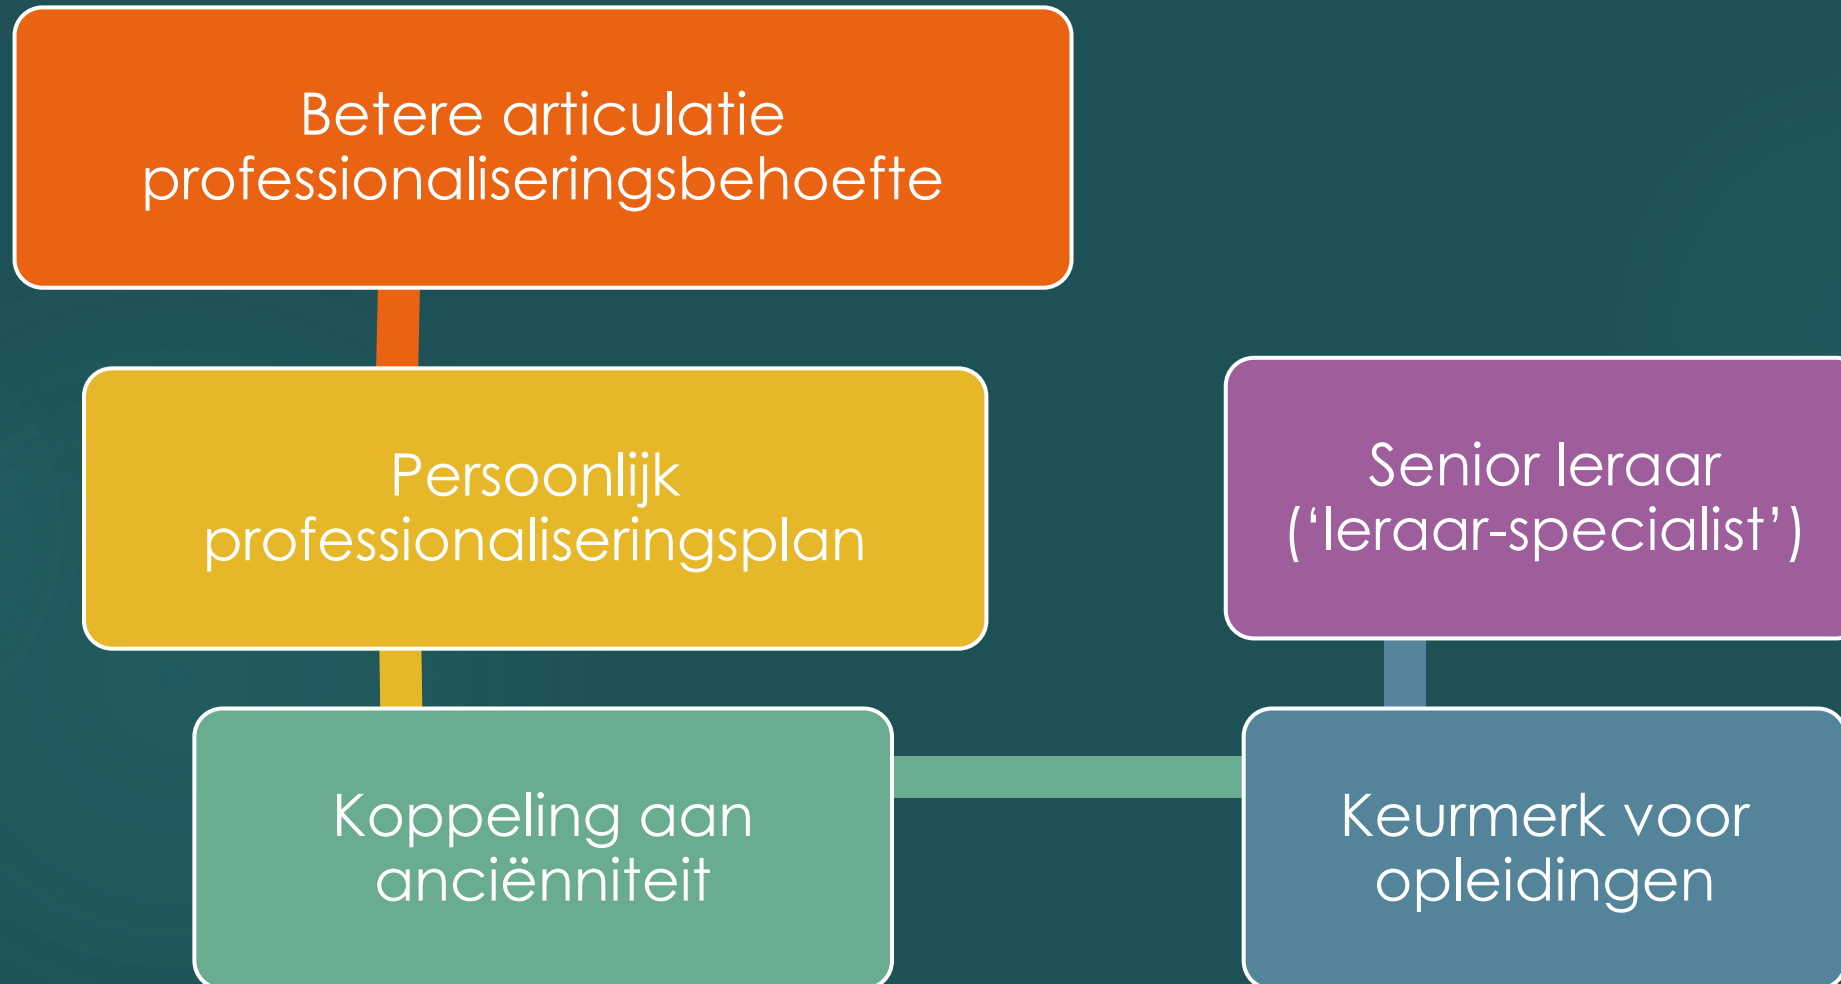 Betere articulatie
professionaliseringsbehoefte
Persoonlijk
professionaliseringsplan
Koppeling aan
anciënniteit
Keurmerk voor
opleidingen
Senior leraar
(‘leraar-specialist’)